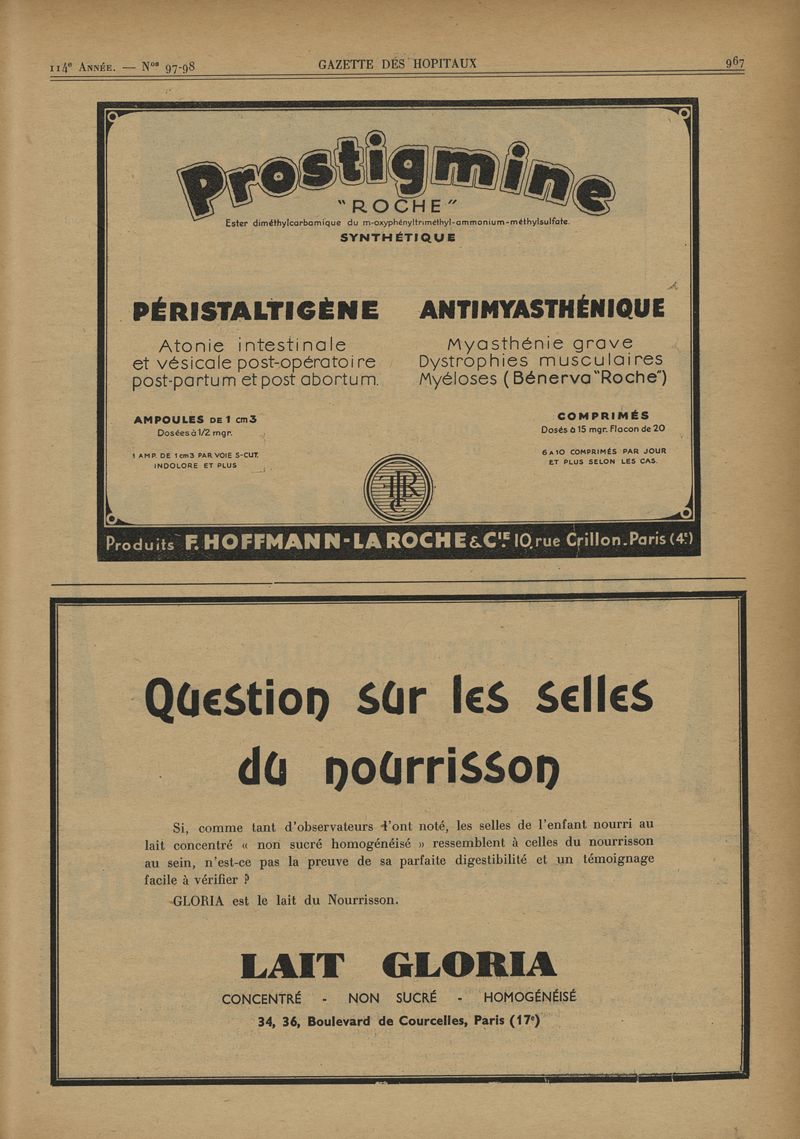 114e ANNÉE. — Nos 97-98
GAZETTE DES HOPITAUX
967
Prostigmine
"ROCHE"
Ester diméthylcarbamique du m-oxyphényltriméthyl-ammonium-méthylsulfate.
SYNTHÉTIQUE
PÉRISTALTIGÈNE
Atonie intestinale
et vésicale post-opératoire
post-partum et post abortum.
AMPOULES DE 1 cm3
Dosées à 1/2 mgr.
1 AMP. DE 1 cm3 PAR VOIE S-CUT.
INDOLORE ET PLUS
ANTIMYASTHÉNIQUE
Myasthénie grave
Dystrophies musculaires
Myéloses (Bénerva "Roche")
COMPRIMÉS
Dosés à 15 mgr. Flacon de 20
6 A 10 COMPRIMÉS PAR JOUR
ET PLUS SELON LES CAS.
Produits F. HOFFMANN-LA ROCHE & Cie. 10, rue Crillon. Paris (4e)
Question sur les selles
du nourrisson
Si, comme tant d'observateurs l'ont noté, les selles de l'enfant nourri au
lait concentré « non sucré homogénéisé » ressemblent à celles du nourrisson
au sein, n'est-ce pas la preuve de sa parfaite digestibilité et un témoignage
facile à vérifier ?
GLORIA est le lait du Nourrisson.
LAIT GLORIA
CONCENTRÉ - NON SUCRÉ - HOMOGÉNÉISÉ
34, 36, Boulevard de Courcelles, Paris (17e)